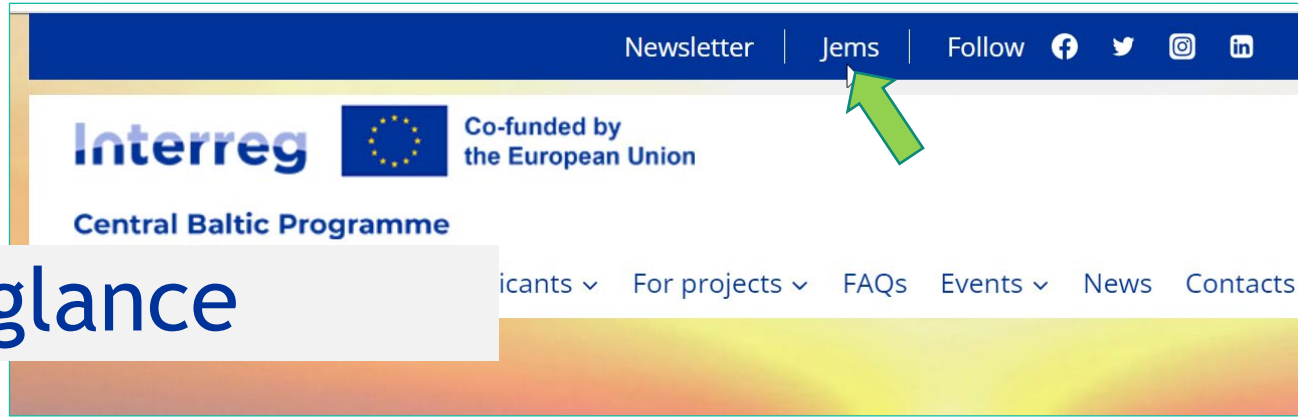 Newsletter Jems Follow
Interreg
Co-funded by
the European Union
Central Baltic Programme
glance
icants For projects FAQs Events News Contacts